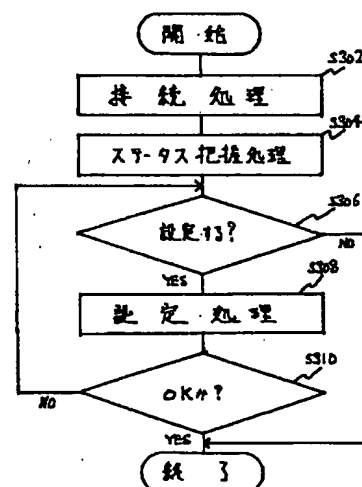 開始
S302
接続処理
S304
ステータス把握処理
S306
設定する?
NO
YES
S308
設定処理
S310
OKか?
NO
YES
終了